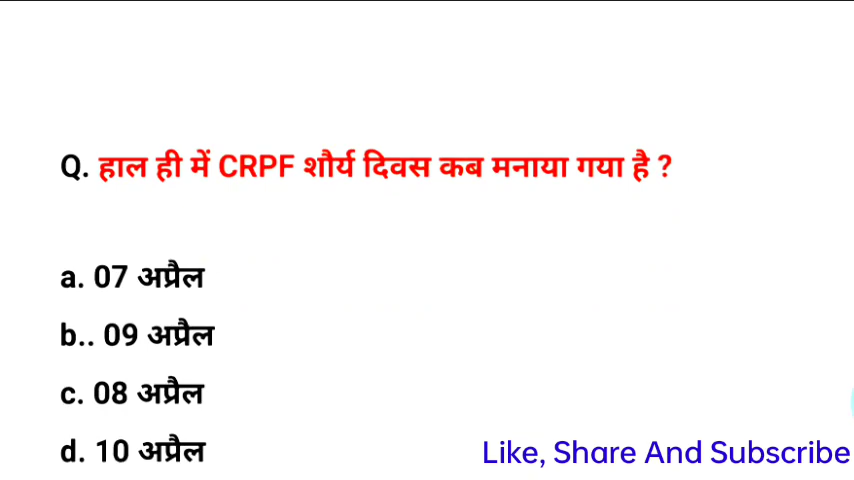 Q. हाल ही में CRPF शौर्य दिवस कब मनाया गया है ?
a. 07 अप्रैल
b.. 09 अप्रैल
c. 08 अप्रैल
d. 10 अप्रैल
Like, Share And Subscribe